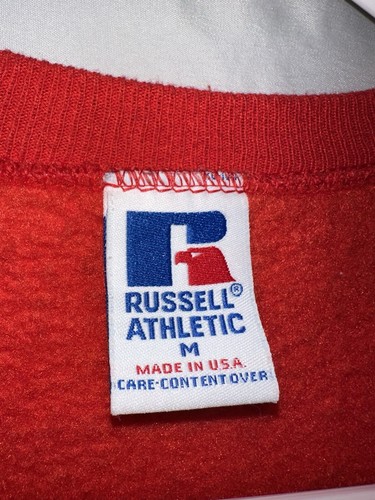 R
RUSSELL®
ATHLETIC
M
MADE IN U.S.A.
CARE-CONTENT OVER